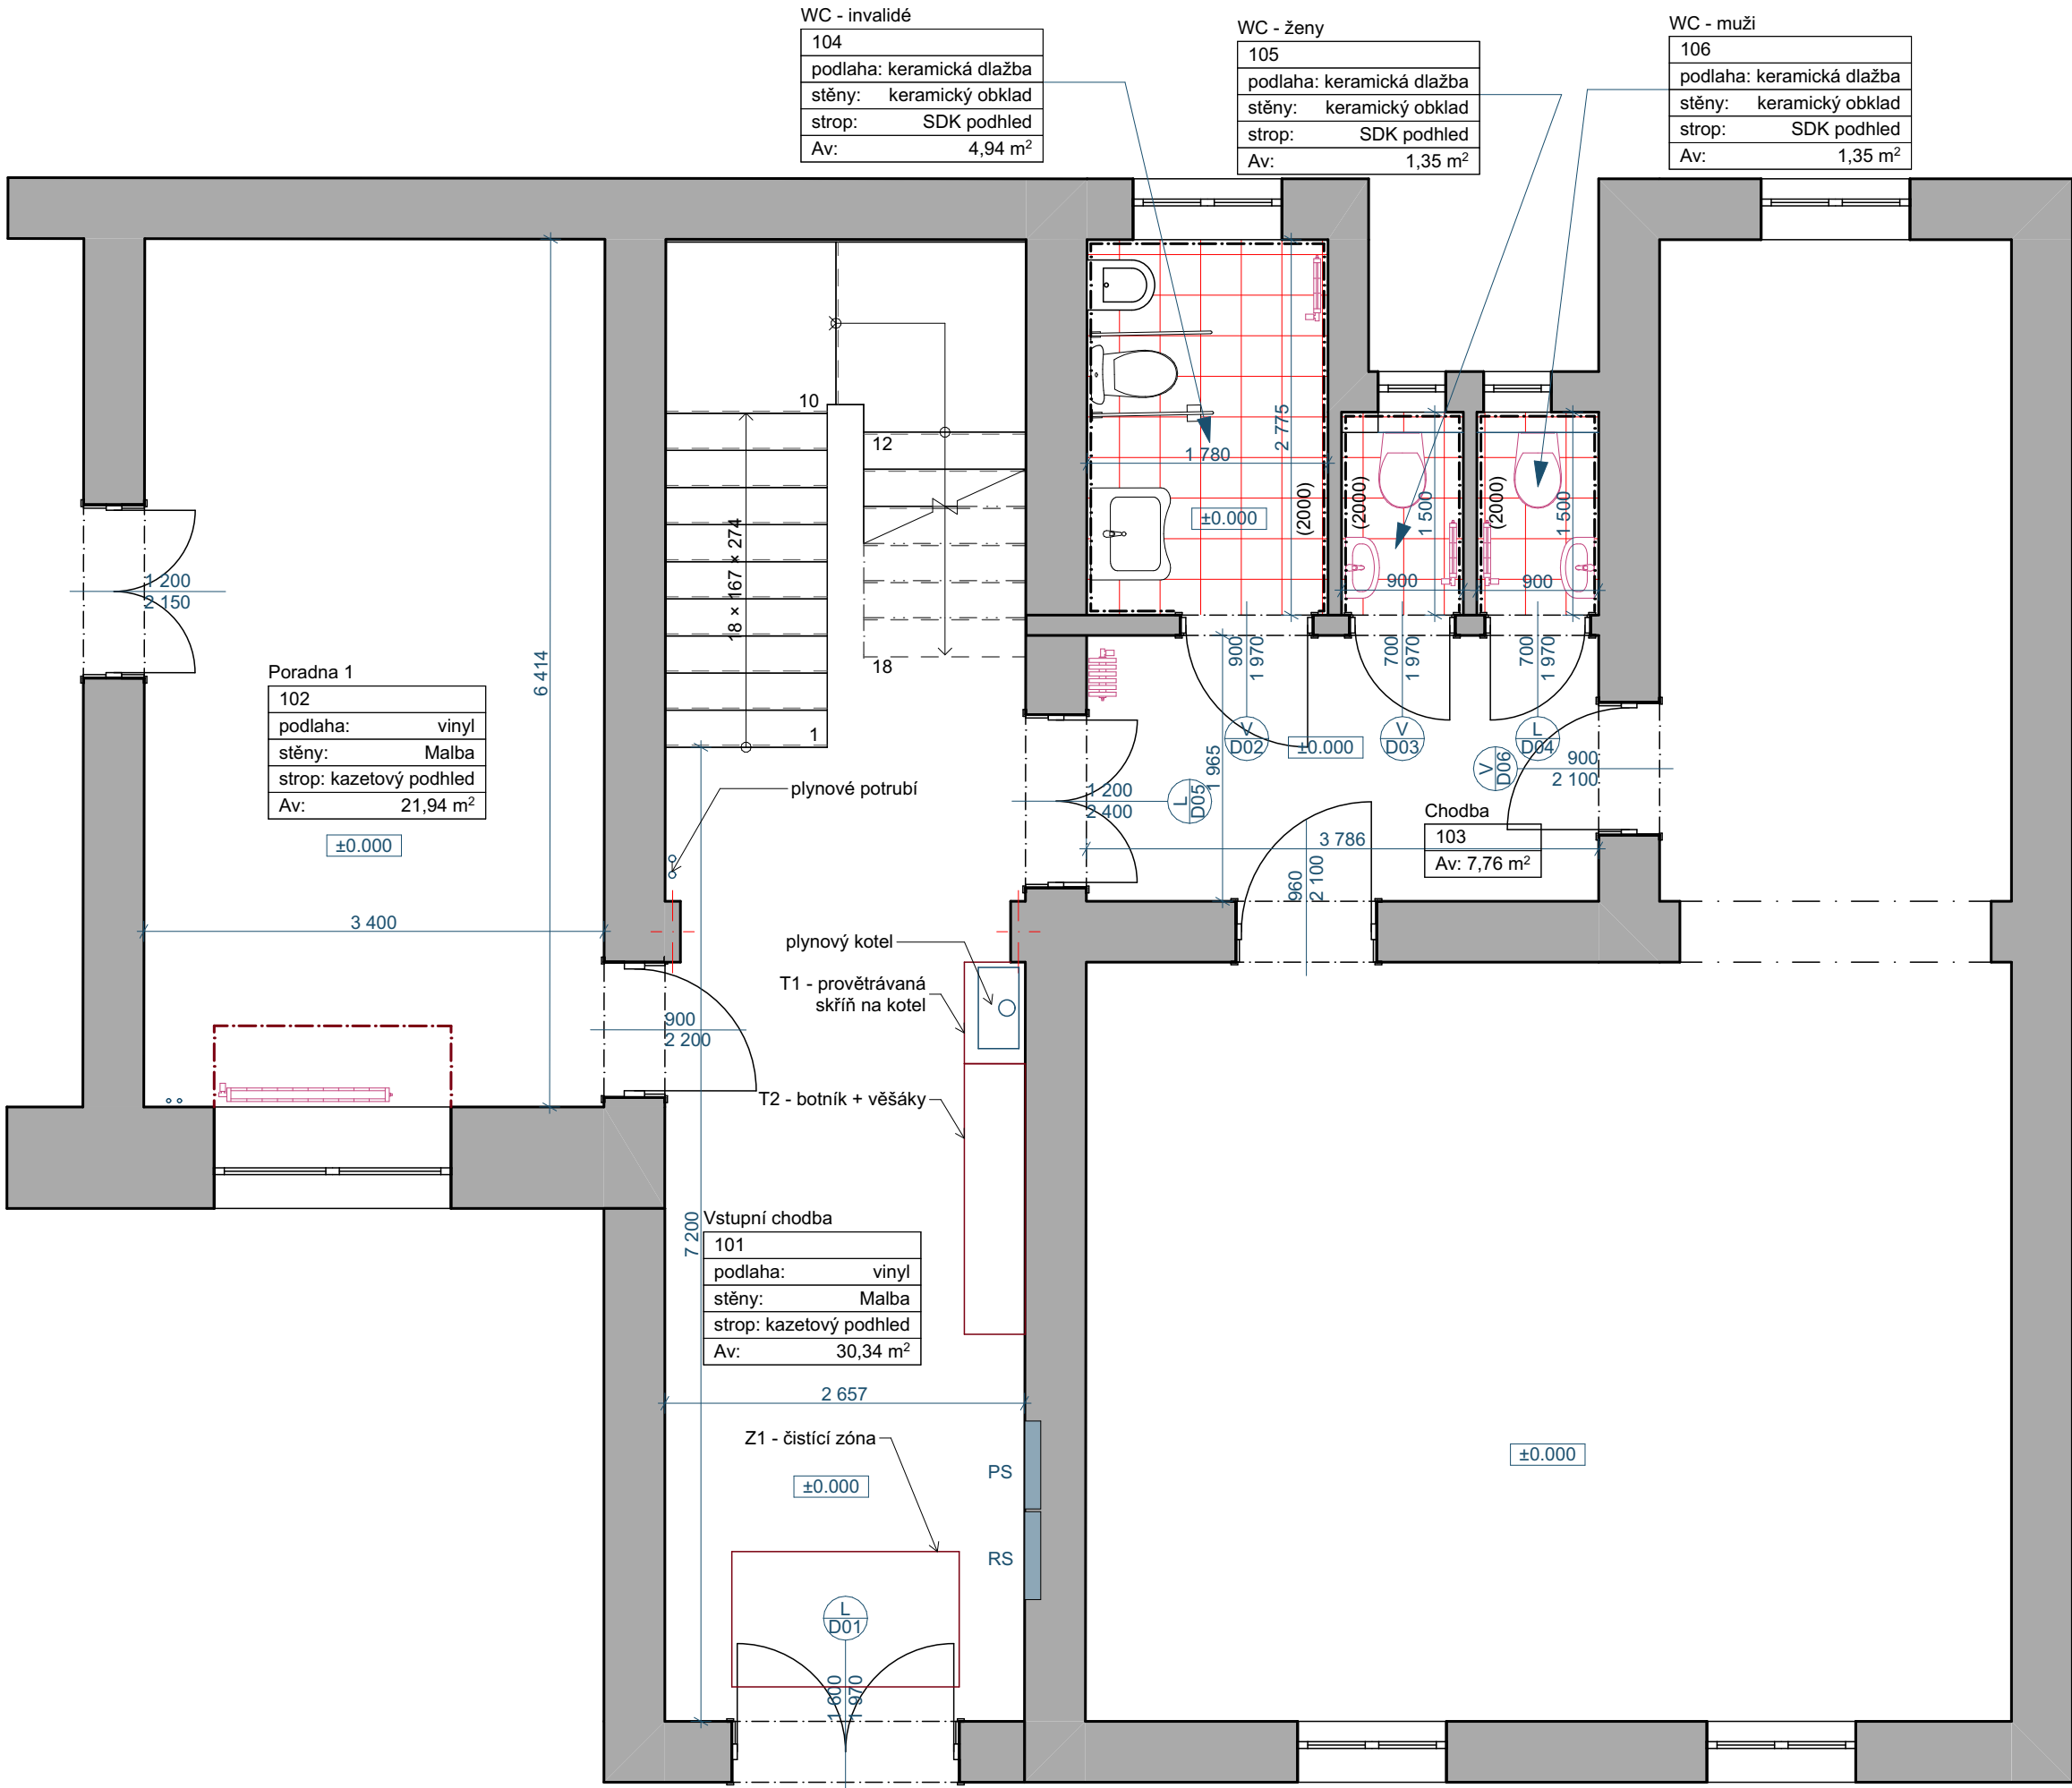 WC - invalidé
104
podlaha: keramická dlažba
stěny: keramický obklad
strop: SDK podhled
Av: 4,94 m²
WC - ženy
105
podlaha: keramická dlažba
stěny: keramický obklad
strop: SDK podhled
Av: 1,35 m²
WC - muži
106
podlaha: keramická dlažba
stěny: keramický obklad
strop: SDK podhled
Av: 1,35 m²
10
12
18 × 167 × 274
18
1
2 775
1 780
±0.000
(2000)
(2000)
1 500
900
(2000)
1 500
900
1 200
2 150
6 414
Poradna 1
102
podlaha: vinyl
stěny: Malba
strop: kazetový podhled
Av: 21,94 m²
±0.000
3 400
900
1 970
V
D02
700
1 970
V
D03
700
1 970
L
D04
±0.000
1 965
V
D06
900
2 100
1 200
2 400
L
D05
plynové potrubí
Chodba
103
Av: 7,76 m²
3 786
960
2 100
plynový kotel
T1 - provětrávaná
skříň na kotel
900
2 200
T2 - botník + věšáky
7 200
Vstupní chodba
101
podlaha: vinyl
stěny: Malba
strop: kazetový podhled
Av: 30,34 m²
2 657
Z1 - čistící zóna
±0.000
PS
RS
±0.000
L
D01
1 600
1 970